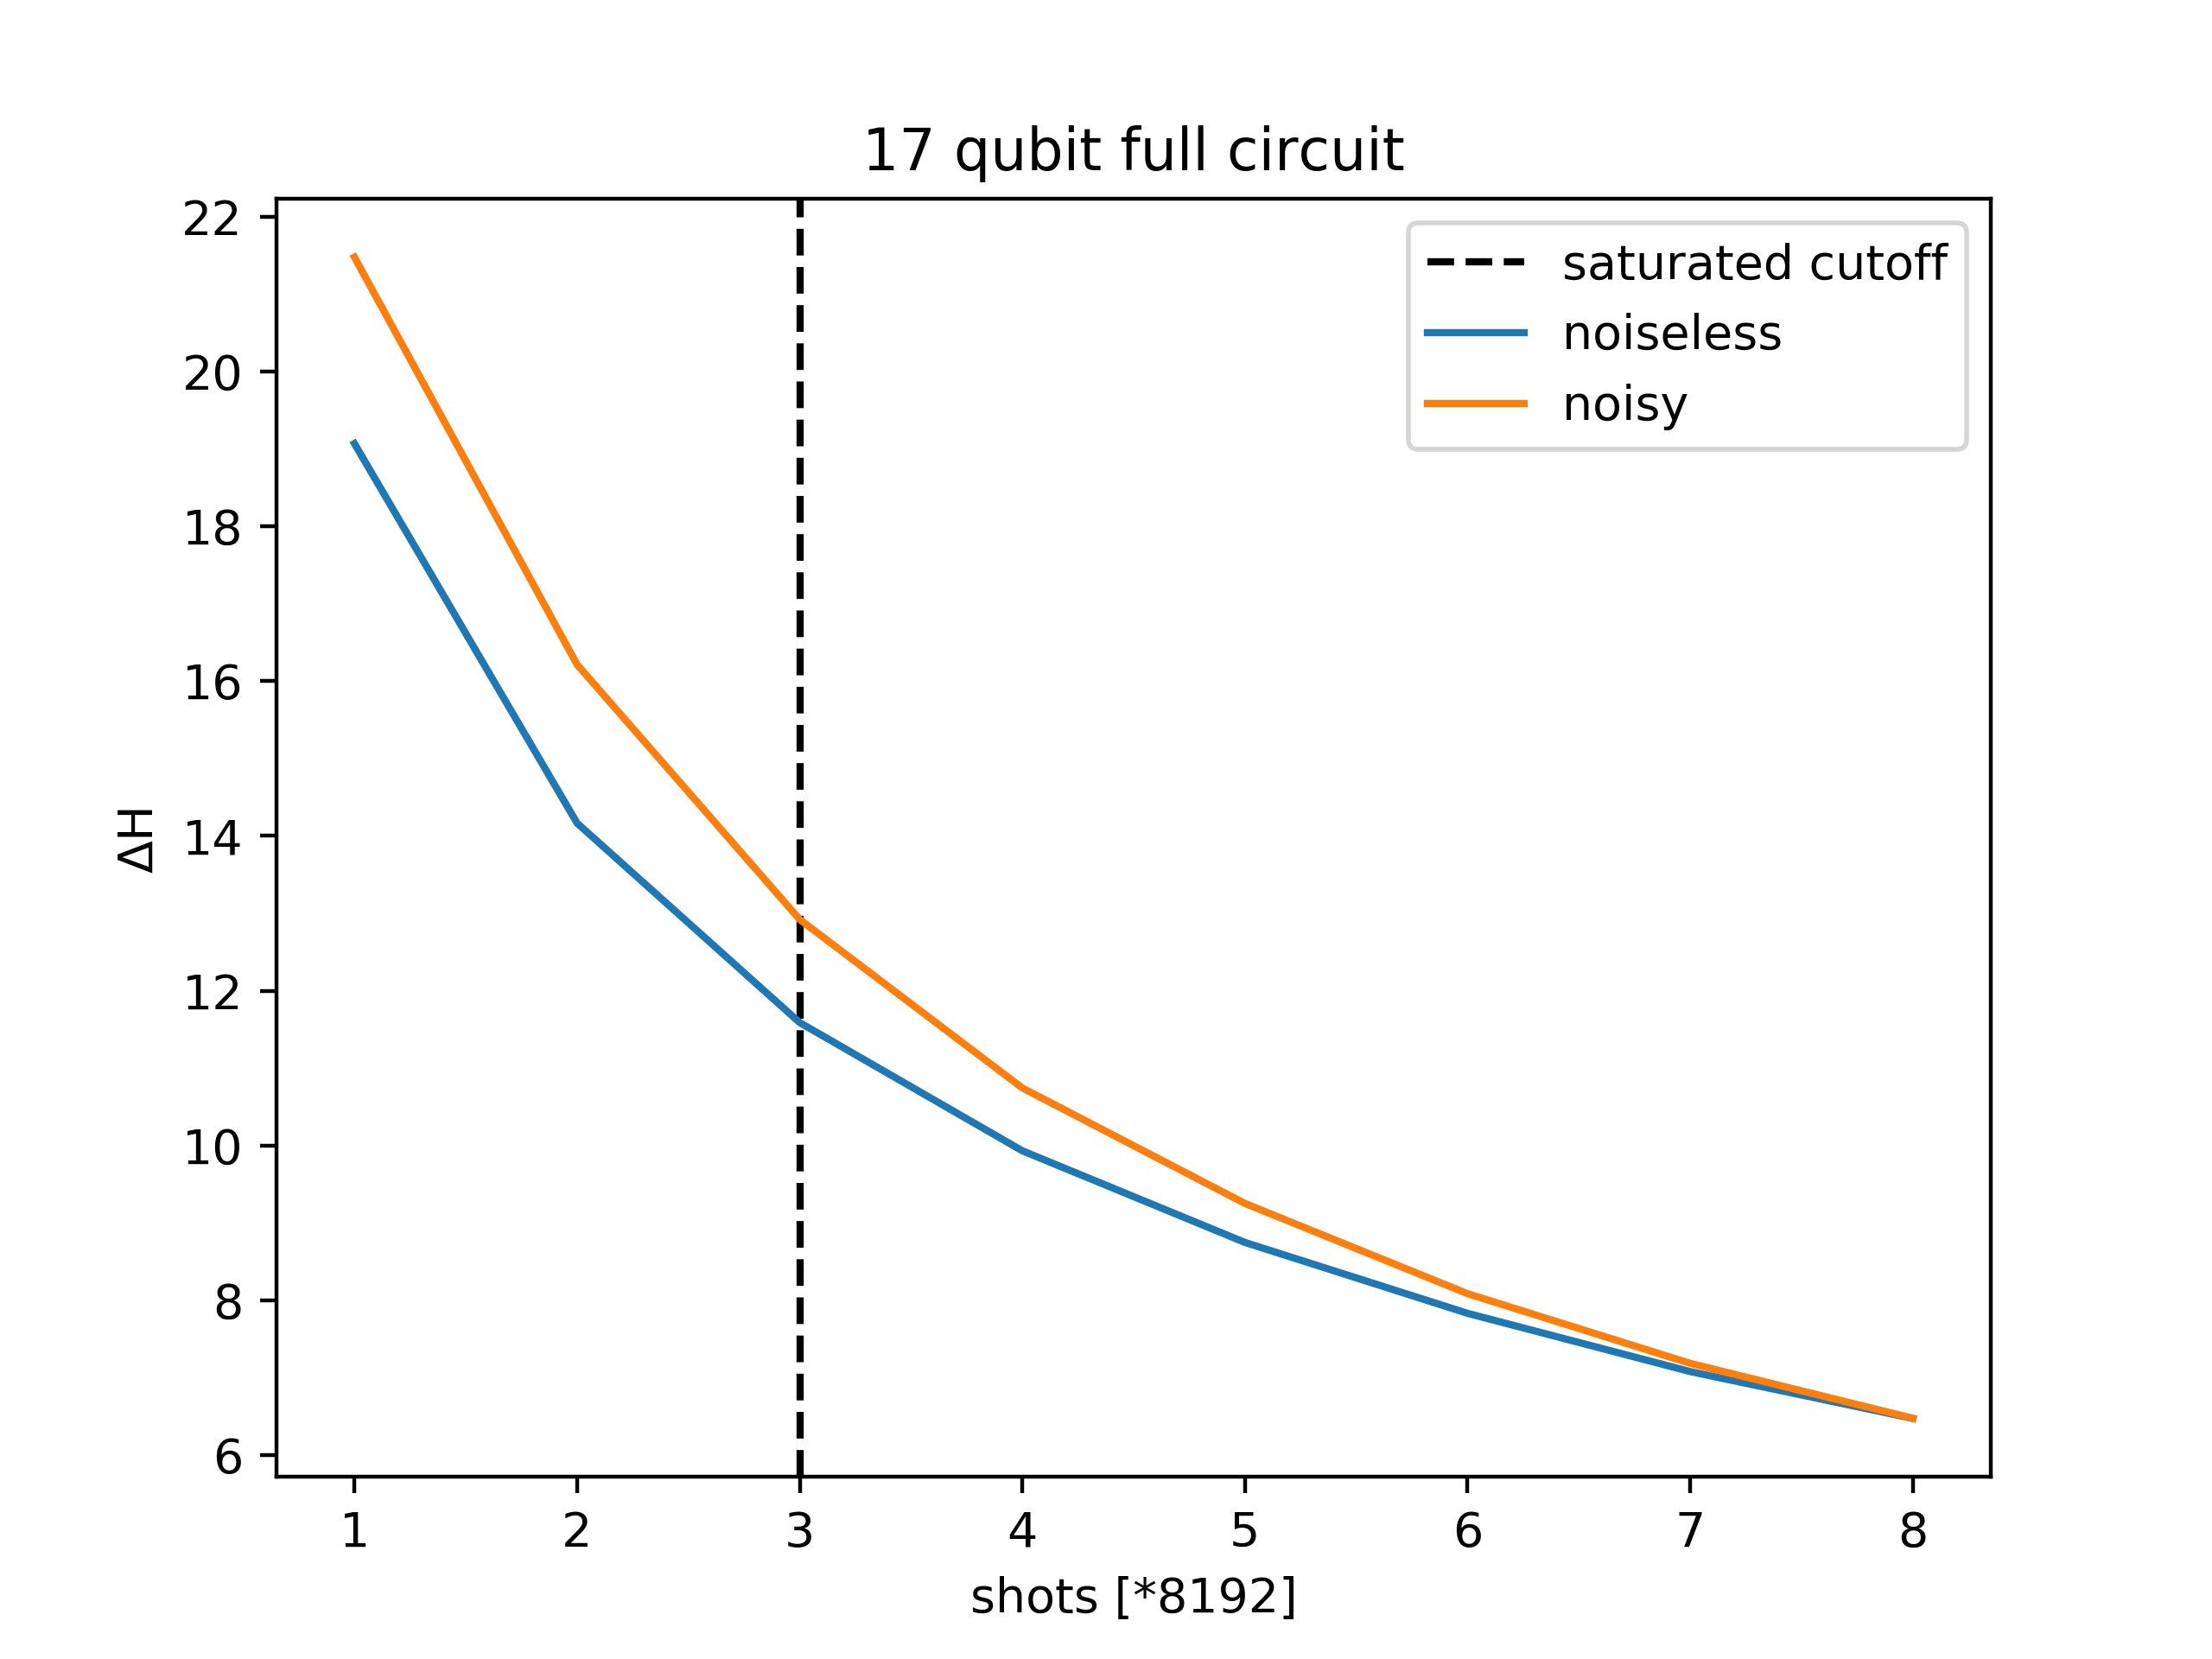 17 qubit full circuit
22
20
18
16
14
12
10
8
6
ΔH
saturated cutoff
noiseless
noisy
1 2 3 4 5 6 7 8
shots [*8192]